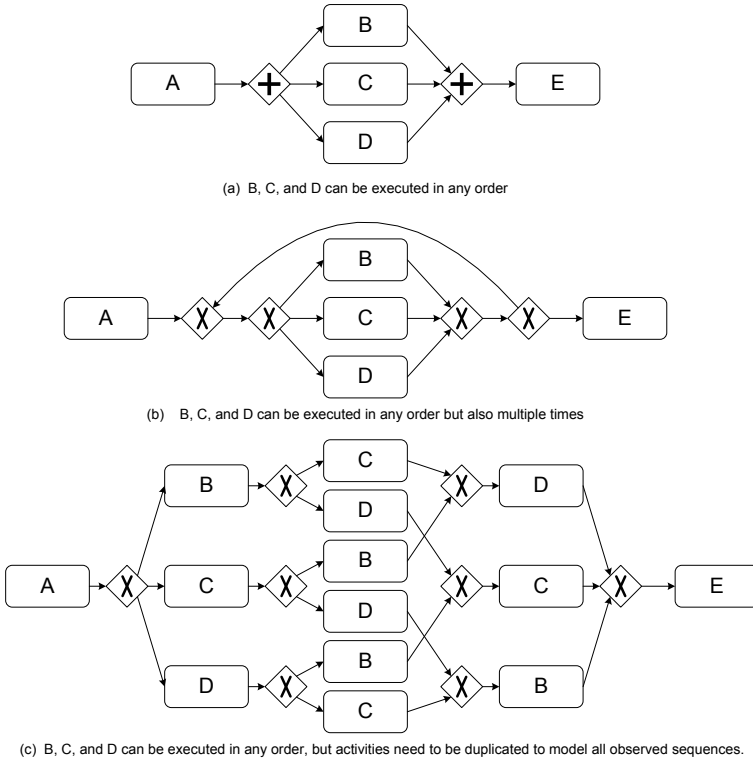 B
A
C
E
D
(a) B, C, and D can be executed in any order
B
A
X
X
C
X
X
E
D
(b) B, C, and D can be executed in any order but also multiple times
C
B
X
X
D
D
B
A
X
C
X
X
C
X
E
D
B
D
X
X
B
C
(c) B, C, and D can be executed in any order, but activities need to be duplicated to model all observed sequences.